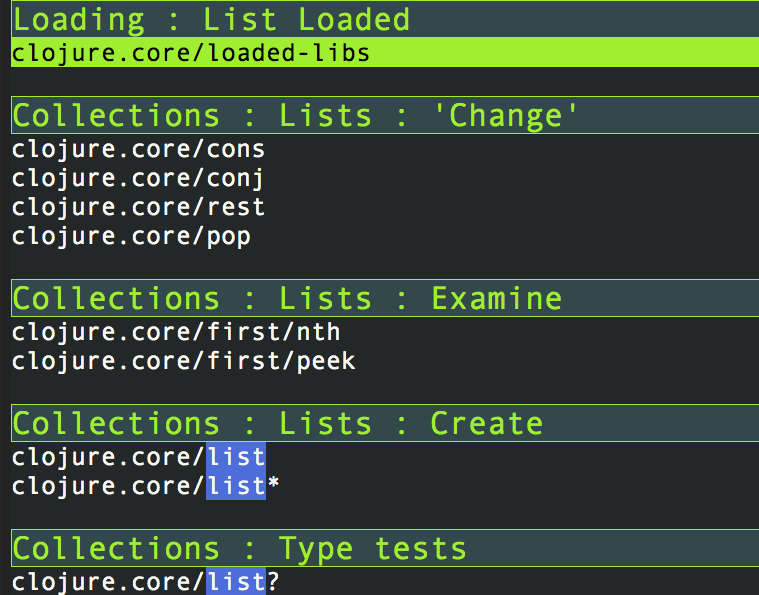 Loading : List Loaded
clojure.core/loaded-libs
Collections : Lists : 'Change'
clojure.core/cons
clojure.core/conj
clojure.core/rest
clojure.core/pop
Collections : Lists : Examine
clojure.core/first/nth
clojure.core/first/peek
Collections : Lists : Create
clojure.core/list
clojure.core/list*
Collections : Type tests
clojure.core/list?